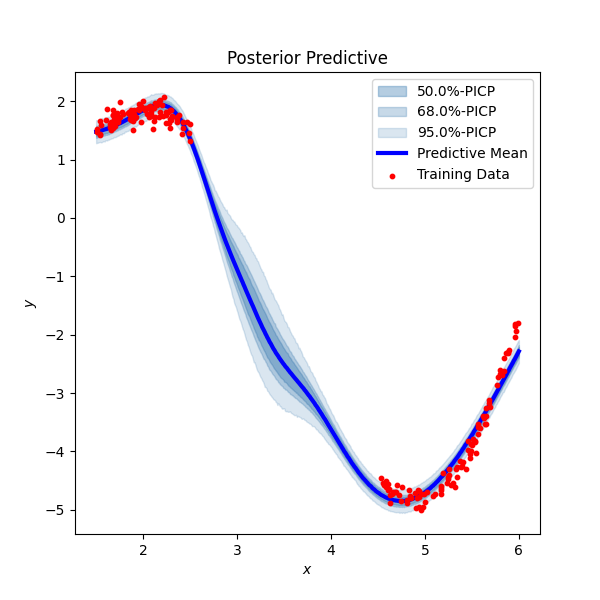 Posterior Predictive
50.0%-PICP
68.0%-PICP
95.0%-PICP
Predictive Mean
Training Data
2
1
0
−1
−2
−3
−4
−5
y
2
3
4
5
6
x